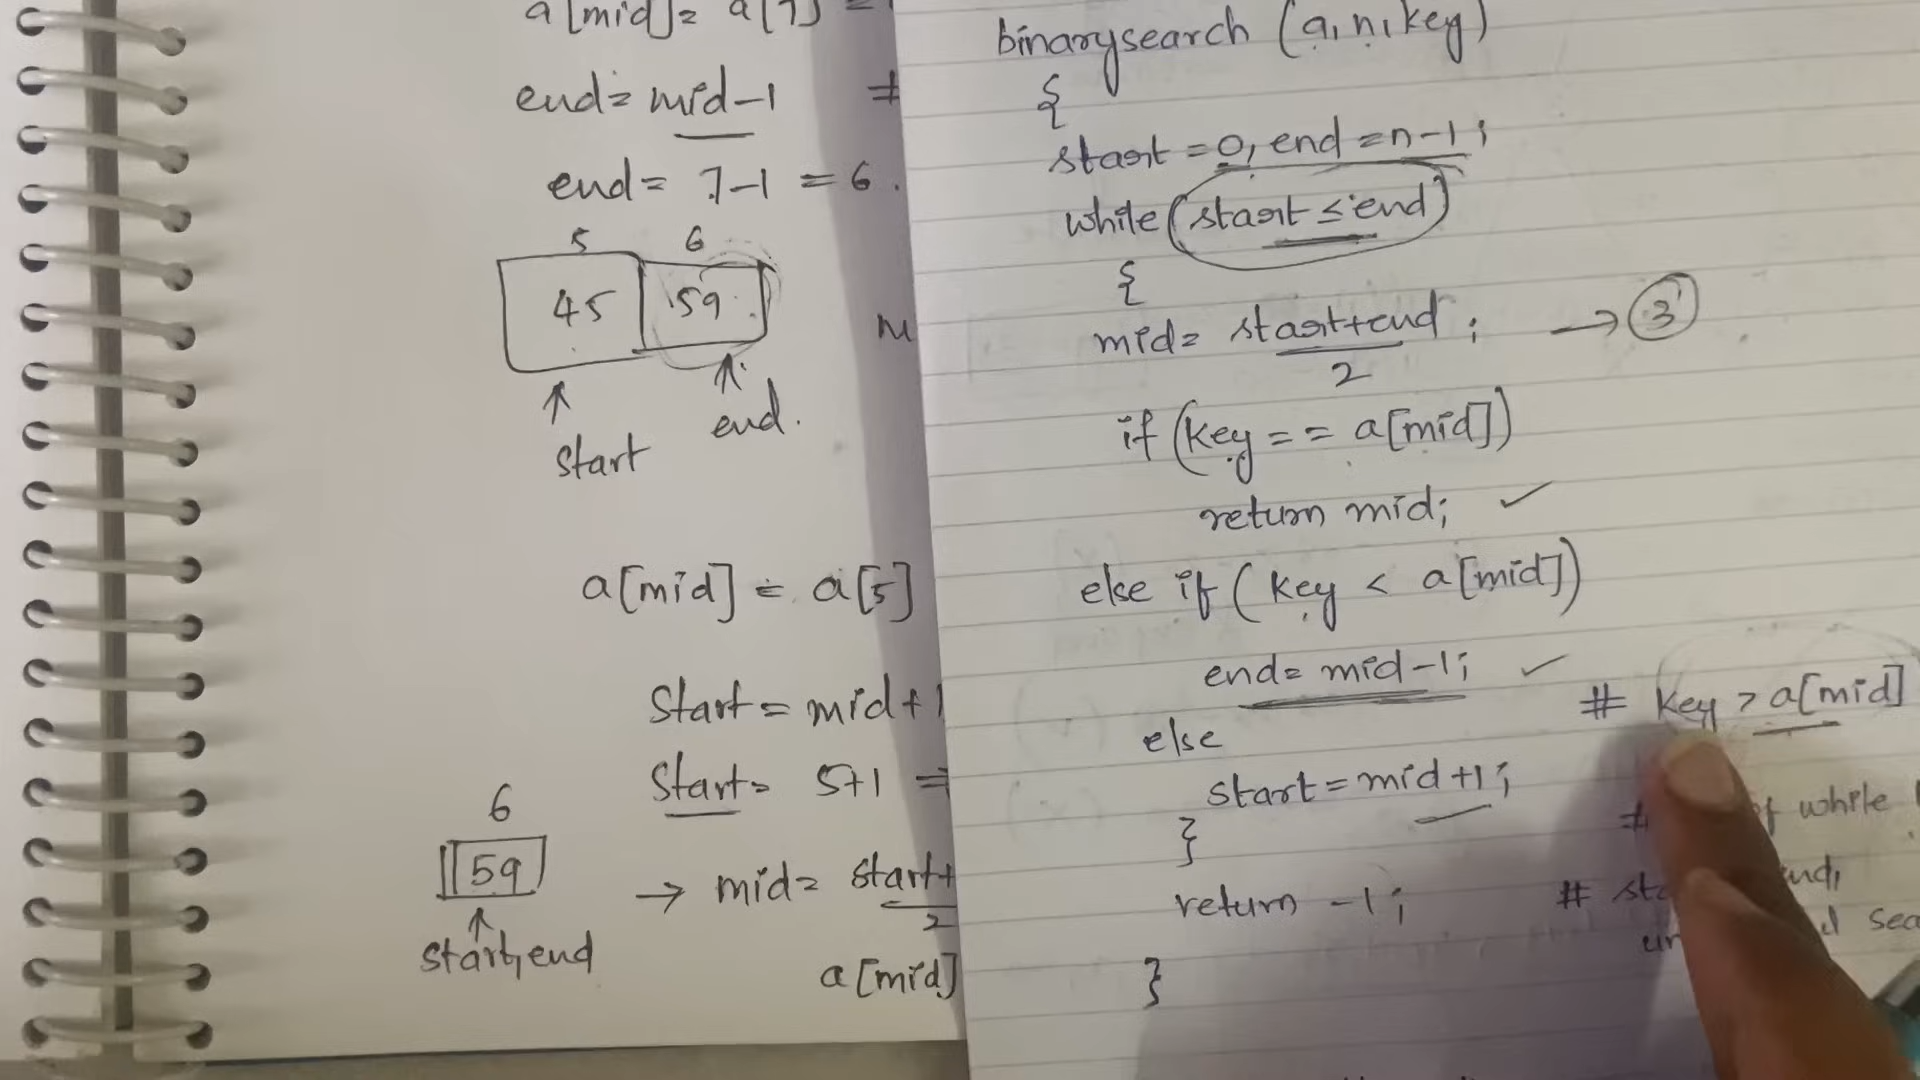 a[mid]= a[7] =
end= mid-1 #
end= 7-1 = 6.
5 6
45 59
start
end.
a[mid] = a[5]
Start= mid+1
Start= 5+1 =
6
59
start,end
→ mid= start+
2
a[mid]
binarysearch (a,n,key)
{
start=0, end=n-1;
while(start≤end)
{
mid= start+end; → 3
2
if (key== a[mid])
return mid; ✓
else if (key < a[mid])
end= mid-1; ✓
else # key > a[mid]
start=mid+1;
} # while
return -1; #
}